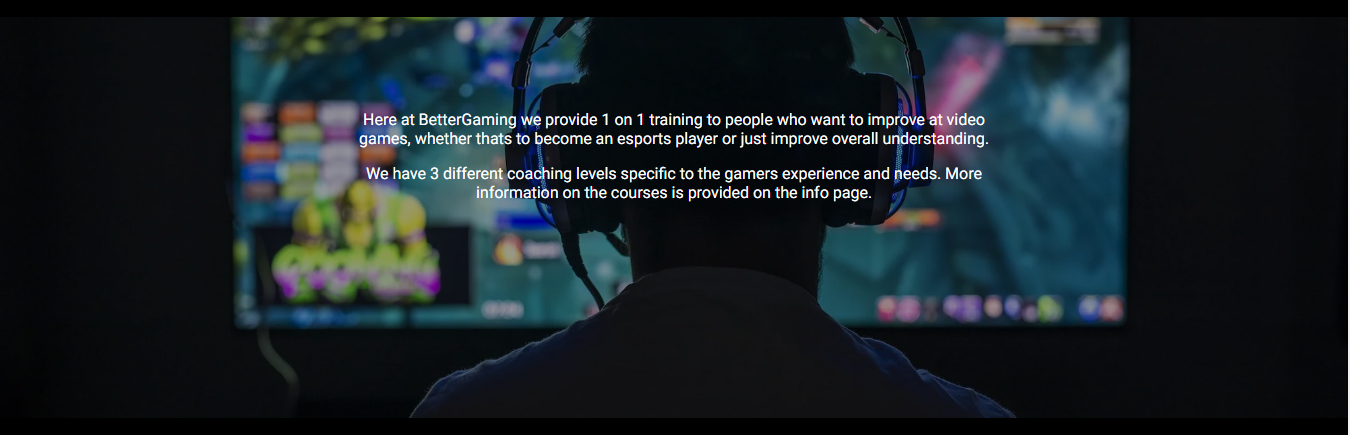 Here at BetterGaming we provide 1 on 1 training to people who want to improve at video
games, whether thats to become an esports player or just improve overall understanding.
We have 3 different coaching levels specific to the gamers experience and needs. More
information on the courses is provided on the info page.